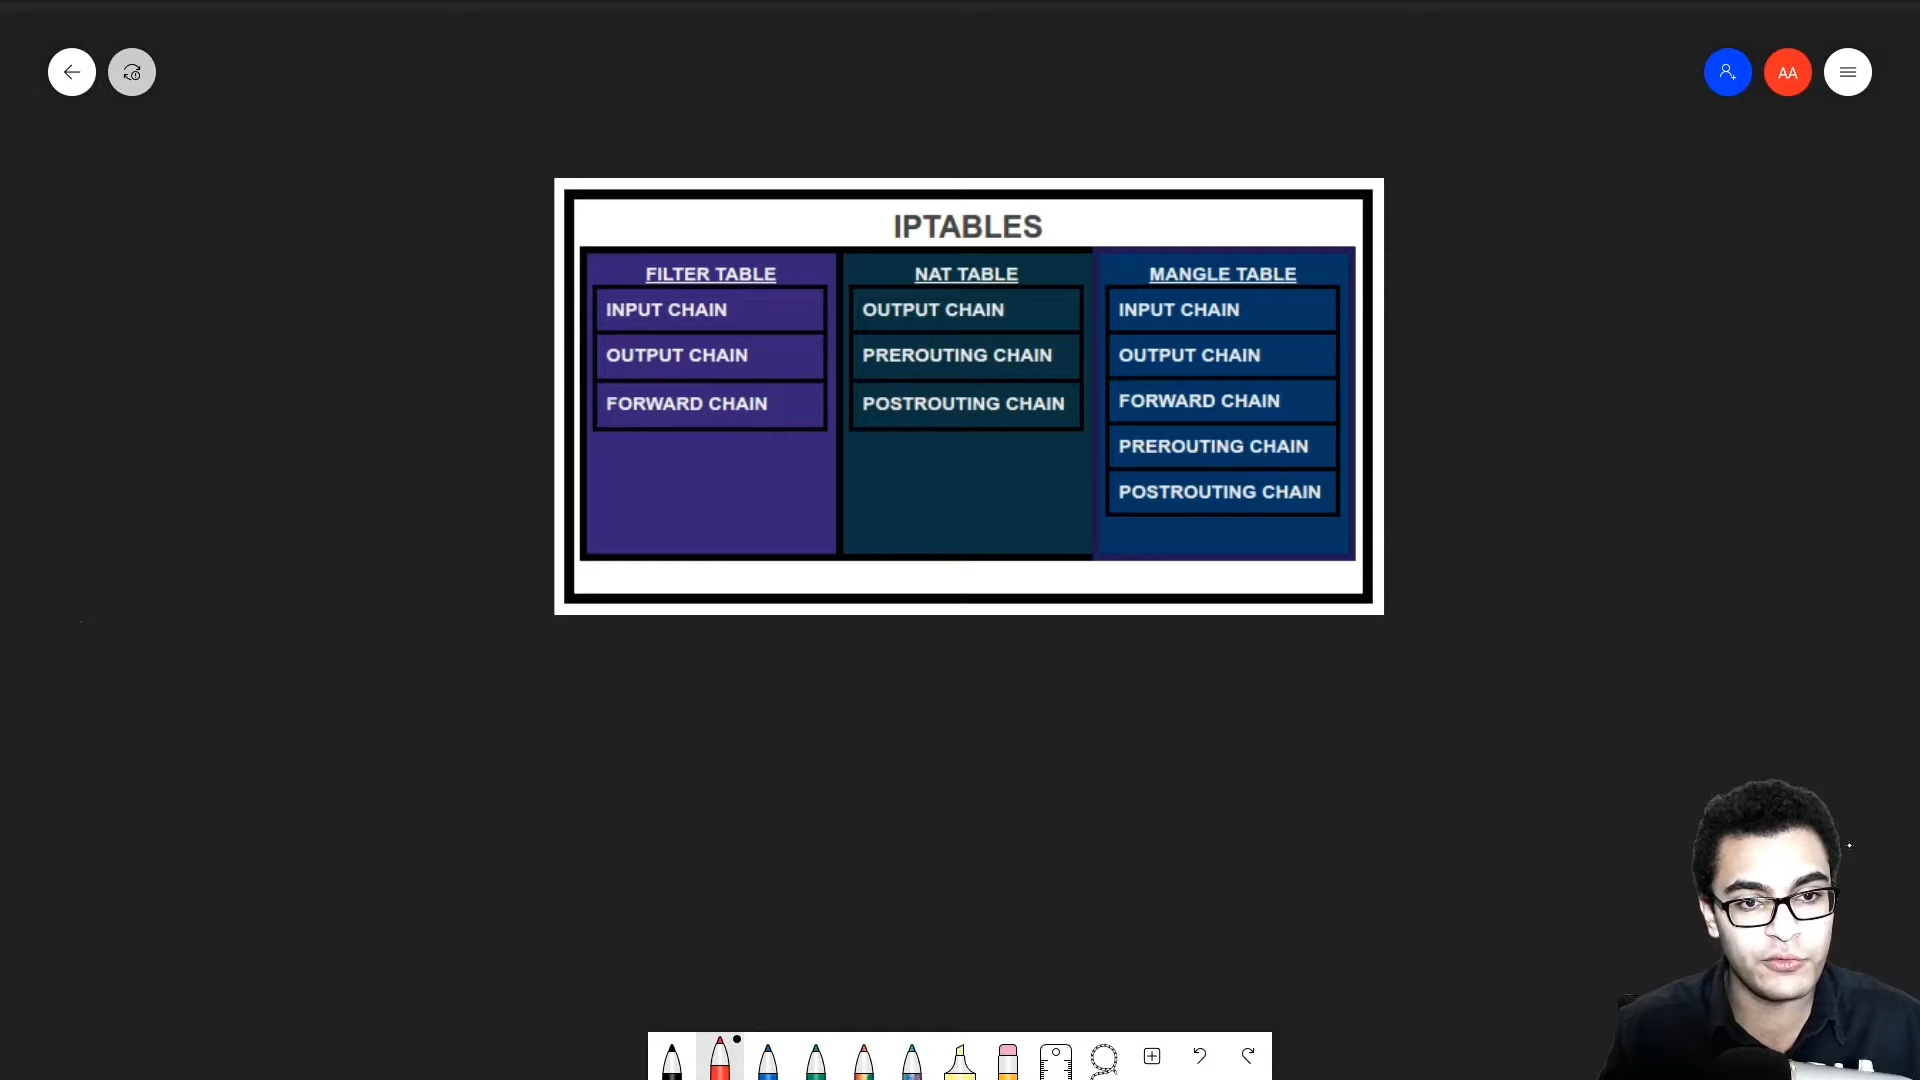 AA
IPTABLES
FILTER TABLE
INPUT CHAIN
OUTPUT CHAIN
FORWARD CHAIN
NAT TABLE
OUTPUT CHAIN
PREROUTING CHAIN
POSTROUTING CHAIN
MANGLE TABLE
INPUT CHAIN
OUTPUT CHAIN
FORWARD CHAIN
PREROUTING CHAIN
POSTROUTING CHAIN